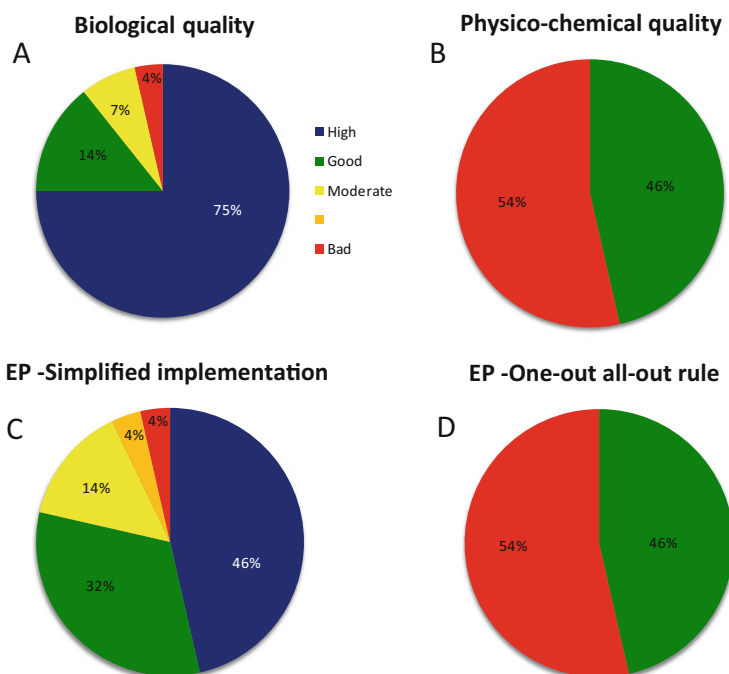 Biological quality
A
4%
7%
14%
75%
High
Good
Moderate
Bad
Physico-chemical quality
B
54%
46%
EP -Simplified implementation
C
4%
4%
14%
32%
46%
EP -One-out all-out rule
D
54%
46%